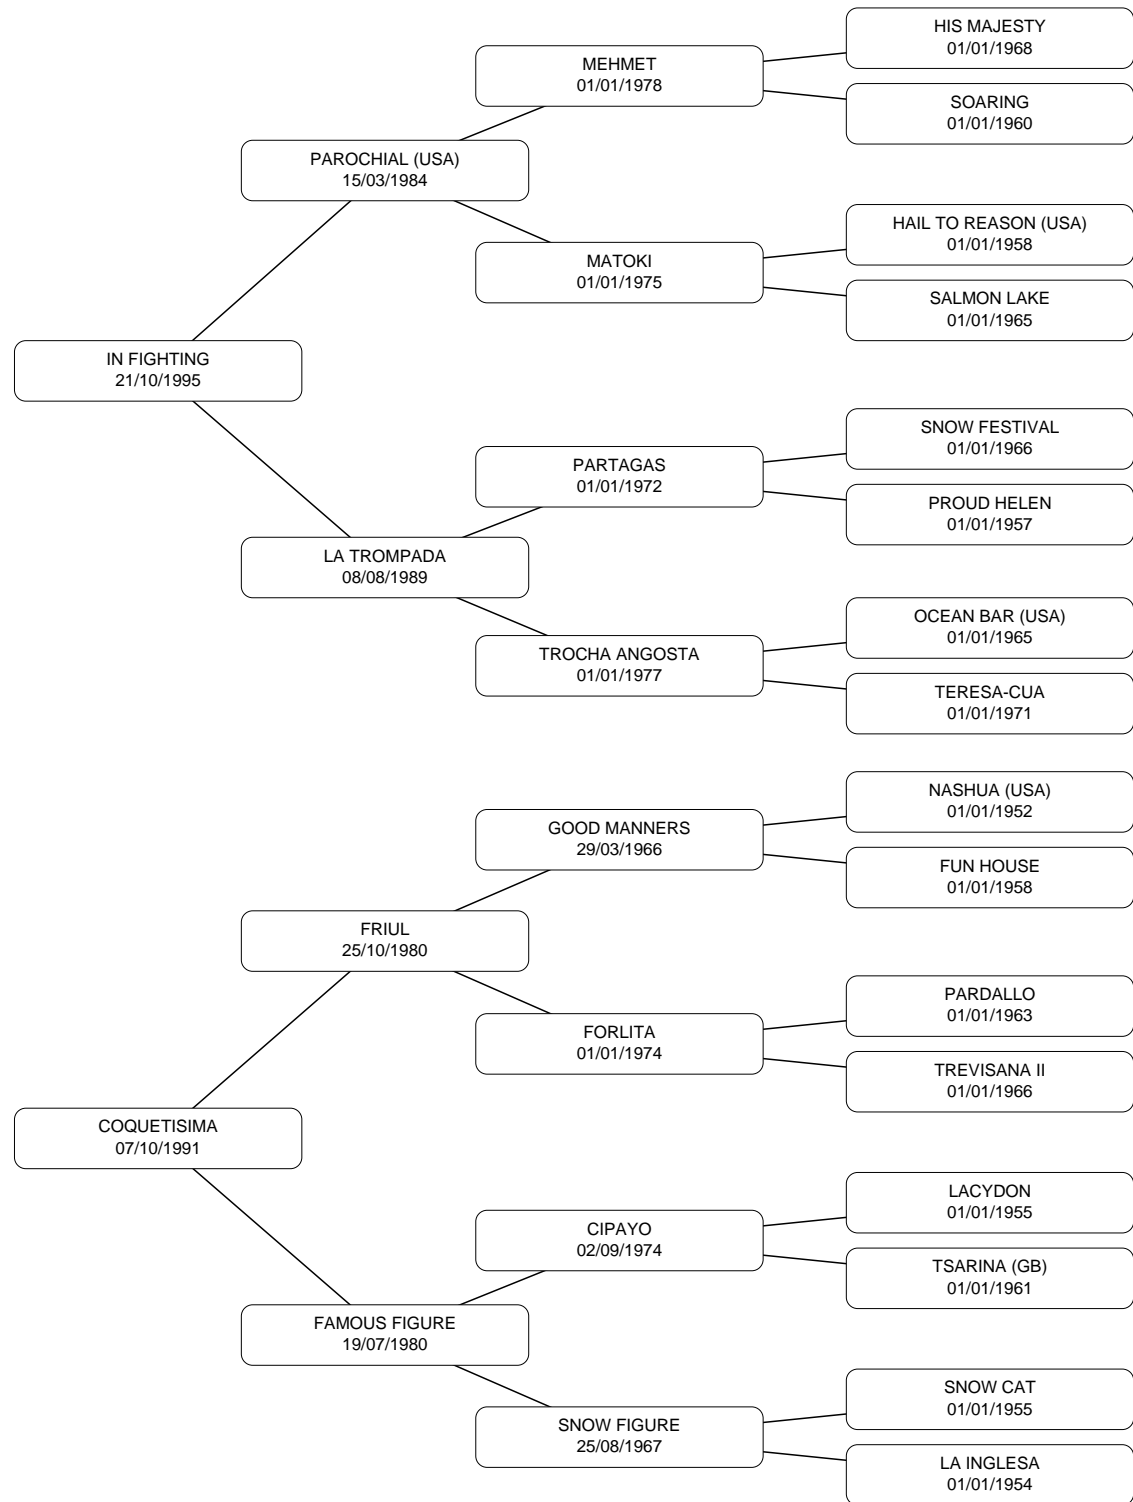 HIS MAJESTY
01/01/1968
MEHMET
01/01/1978
SOARING
01/01/1960
PAROCHIAL (USA)
15/03/1984
HAIL TO REASON (USA)
01/01/1958
MATOKI
01/01/1975
SALMON LAKE
01/01/1965
IN FIGHTING
21/10/1995
SNOW FESTIVAL
01/01/1966
PARTAGAS
01/01/1972
PROUD HELEN
01/01/1957
LA TROMPADA
08/08/1989
OCEAN BAR (USA)
01/01/1965
TROCHA ANGOSTA
01/01/1977
TERESA-CUA
01/01/1971
NASHUA (USA)
01/01/1952
GOOD MANNERS
29/03/1966
FUN HOUSE
01/01/1958
FRIUL
25/10/1980
PARDALLO
01/01/1963
FORLITA
01/01/1974
TREVISANA II
01/01/1966
COQUETISIMA
07/10/1991
LACYDON
01/01/1955
CIPAYO
02/09/1974
TSARINA (GB)
01/01/1961
FAMOUS FIGURE
19/07/1980
SNOW CAT
01/01/1955
SNOW FIGURE
25/08/1967
LA INGLESA
01/01/1954